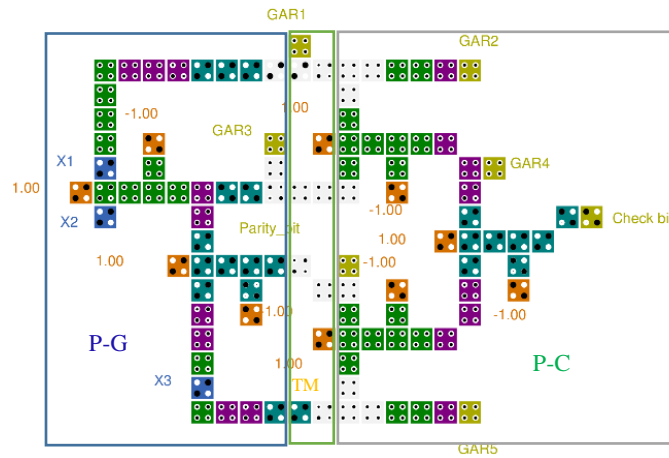 GAR1
GAR2
1.00
-1.00
GAR3
X1
GAR4
1.00
X2
-1.00
Parity_bit
Check bi
1.00
1.00
-1.00
1.00
-1.00
P-G
1.00
TM
P-C
X3
GAR5